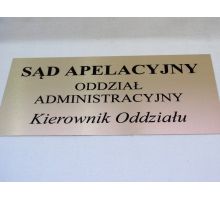 SĄD APELACYJNY
ODDZIAŁ
ADMINISTRACYJNY
Kierownik Oddziału